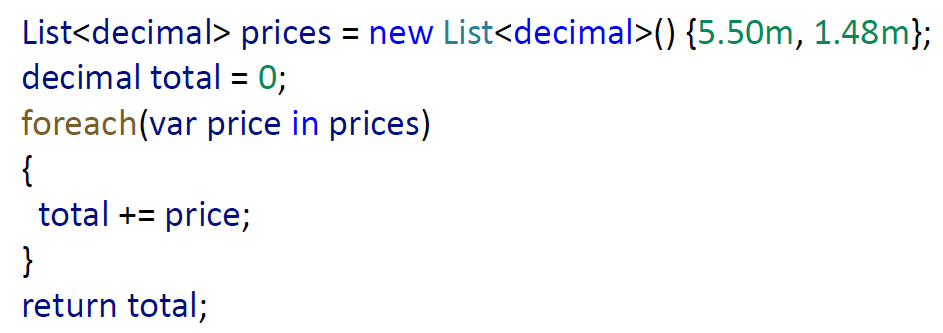 List<decimal> prices = new List<decimal>() {5.50m, 1.48m};
decimal total = 0;
foreach(var price in prices)
{
  total += price;
}
return total;